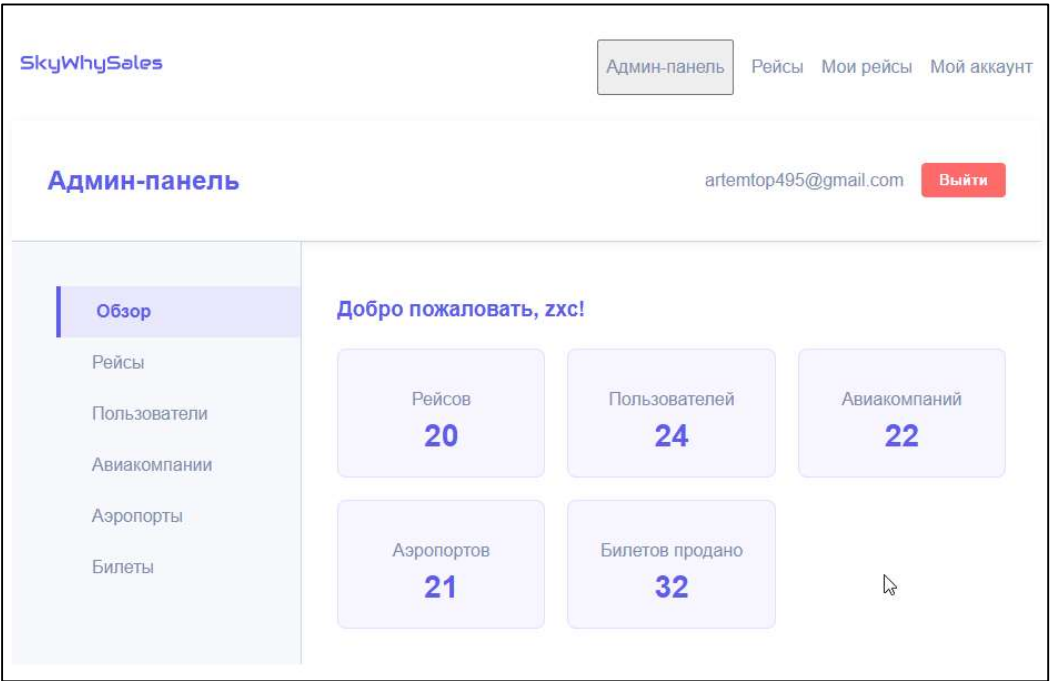 SkyWhySales
Админ-панель Рейсы Мои рейсы Мой аккаунт
Админ-панель
artemtop495@gmail.com Выйти
Обзор
Рейсы
Пользователи
Авиакомпании
Аэропорты
Билеты
Добро пожаловать, zxc!
Рейсов
20
Пользователей
24
Авиакомпаний
22
Аэропортов
21
Билетов продано
32